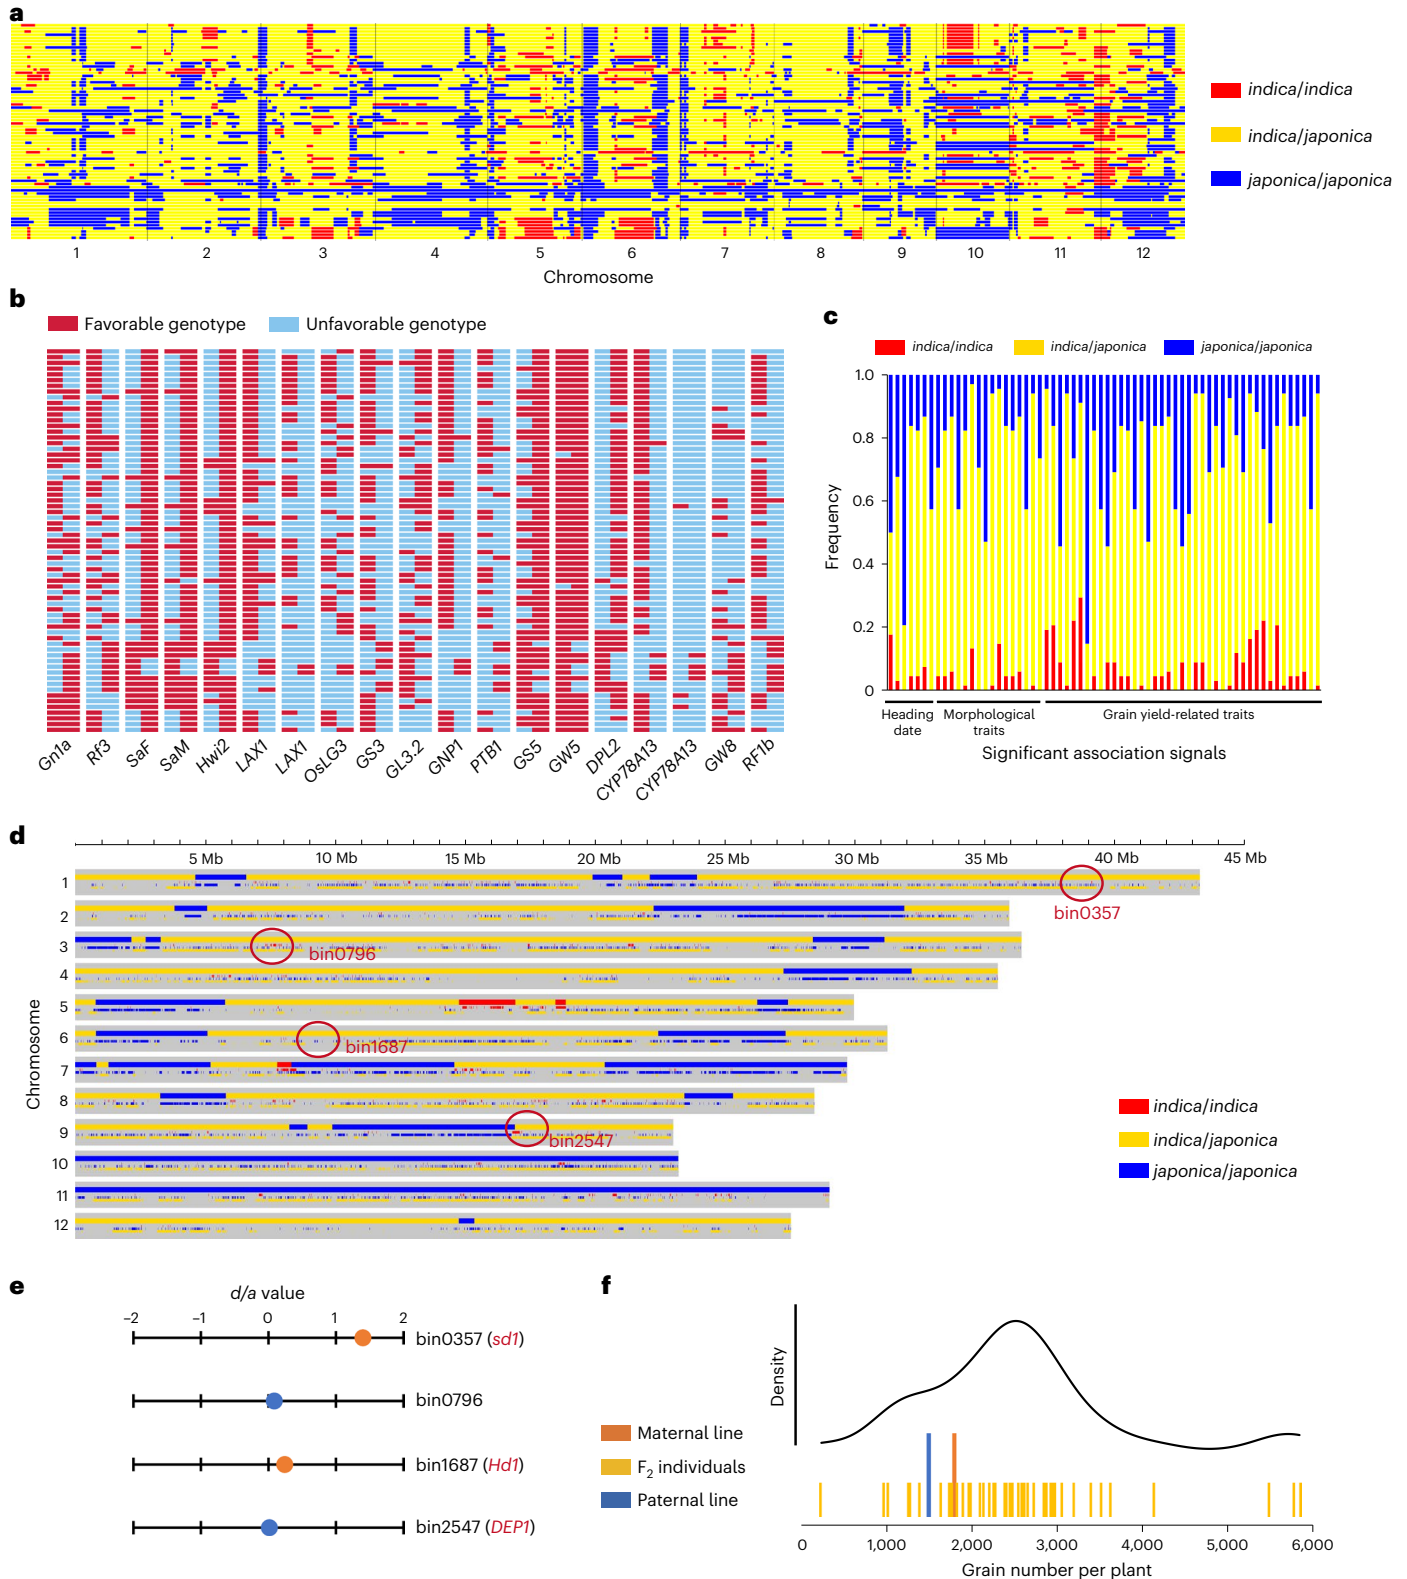 a
indica/indica
indica/japonica
japonica/japonica
1 2 3 4 5 6 7 8 9 10 11 12
Chromosome
b
Favorable genotype Unfavorable genotype
Gn1a Rf3 SaF SaM Hwi2 LAX1 LAX1 OsLG3 GS3 GL3.2 GNP1 PTB1 GS5 GW5 DPL2 CYP78A13 CYP78A13 GW8 RF1b
c
indica/indica indica/japonica japonica/japonica
1.0
0.8
0.6
0.4
0.2
0
Frequency
Heading date
Morphological traits
Grain yield-related traits
Significant association signals
d
5 Mb 10 Mb 15 Mb 20 Mb 25 Mb 30 Mb 35 Mb 40 Mb 45 Mb
1
bin0357
2
3
bin0796
4
5
6
bin1687
7
8
9
bin2547
10
11
12
Chromosome
indica/indica
indica/japonica
japonica/japonica
e
d/a value
–2 –1 0 1 2
bin0357 (sd1)
bin0796
bin1687 (Hd1)
bin2547 (DEP1)
f
Density
Maternal line
F2 individuals
Paternal line
0 1,000 2,000 3,000 4,000 5,000 6,000
Grain number per plant